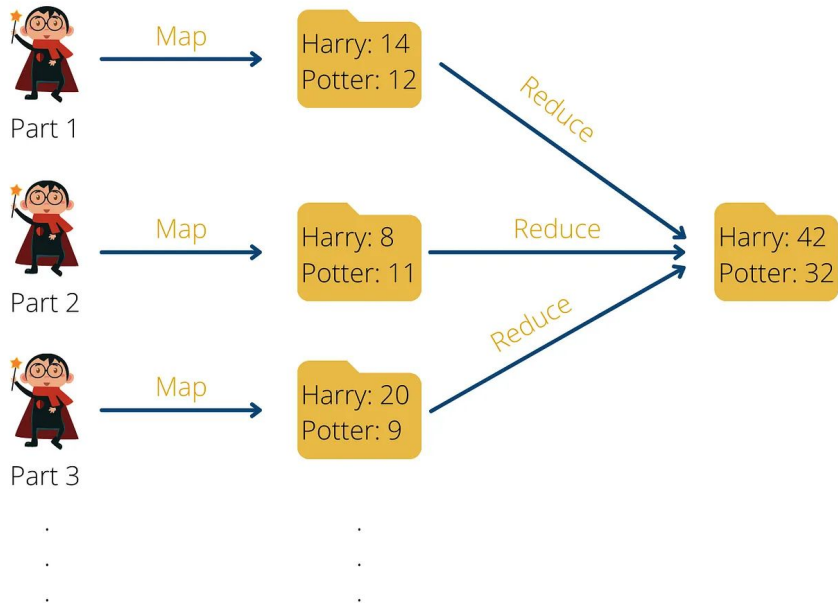 Map
Harry: 14
Potter: 12
Reduce
Part 1
Map
Harry: 8
Potter: 11
Reduce
Harry: 42
Potter: 32
Part 2
Reduce
Map
Harry: 20
Potter: 9
Part 3
.
.
.
.
.
.